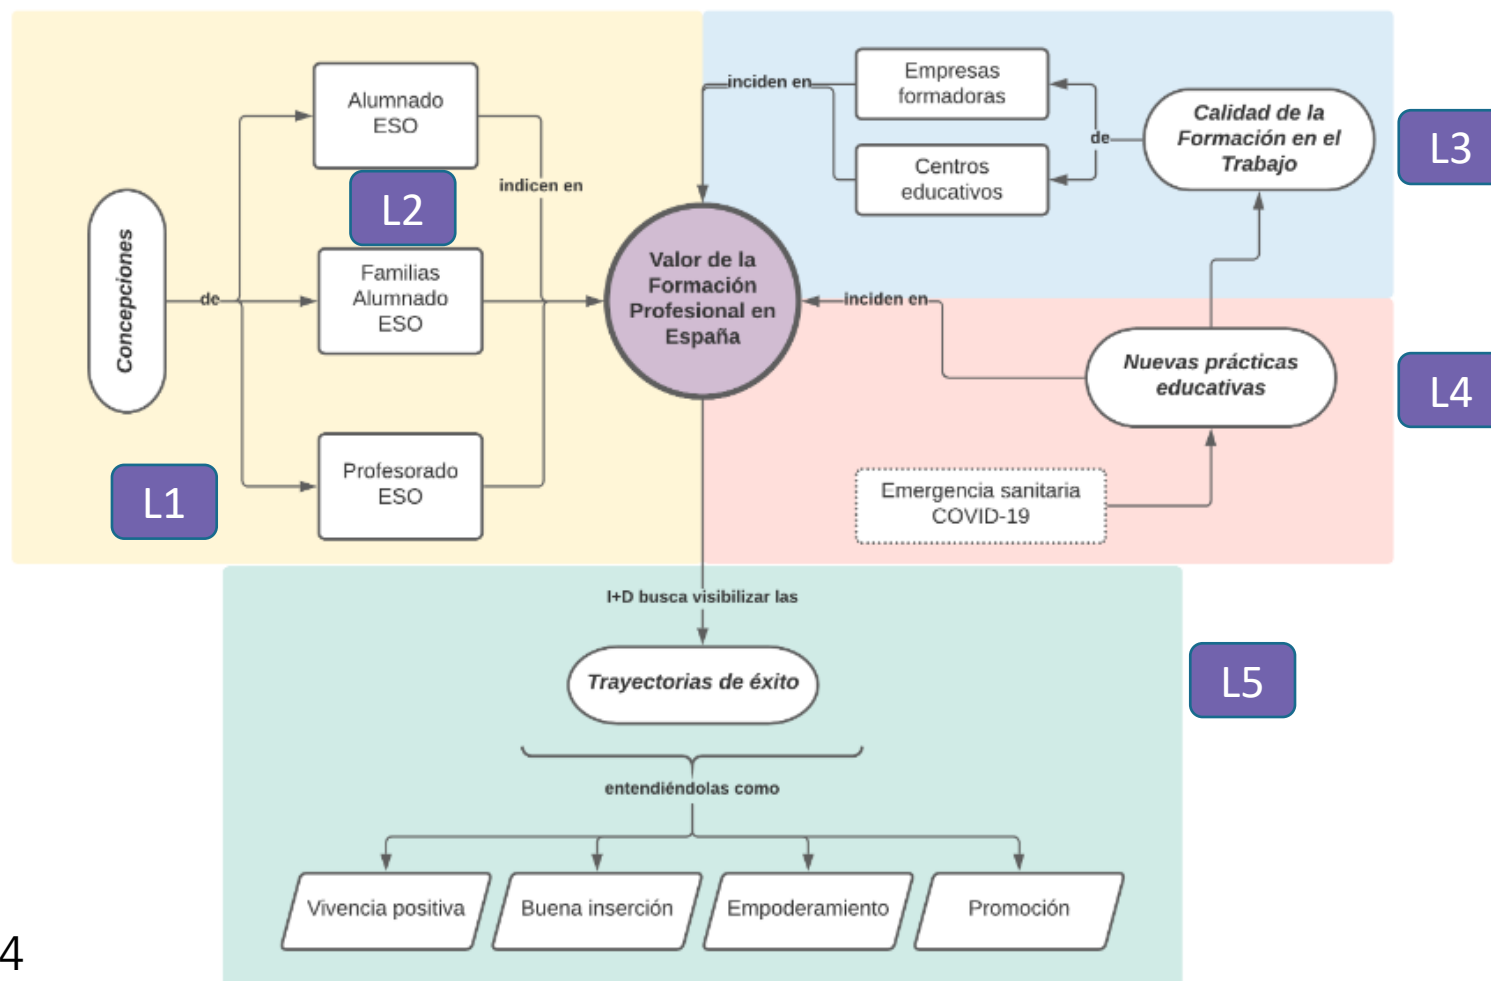 Alumnado
ESO
L2
indicen en
Concepciones
de
Familias
Alumnado
ESO
L1
Profesorado
ESO
inciden en
Empresas
formadoras
Centros
educativos
de
Calidad de la
Formación en el
Trabajo
L3
Valor de la
Formación
Profesional en
España
inciden en
Nuevas prácticas
educativas
L4
Emergencia sanitaria
COVID-19
I+D busca visibilizar las
Trayectorias de éxito
L5
entendiéndolas como
Vivencia positiva
Buena inserción
Empoderamiento
Promoción
4